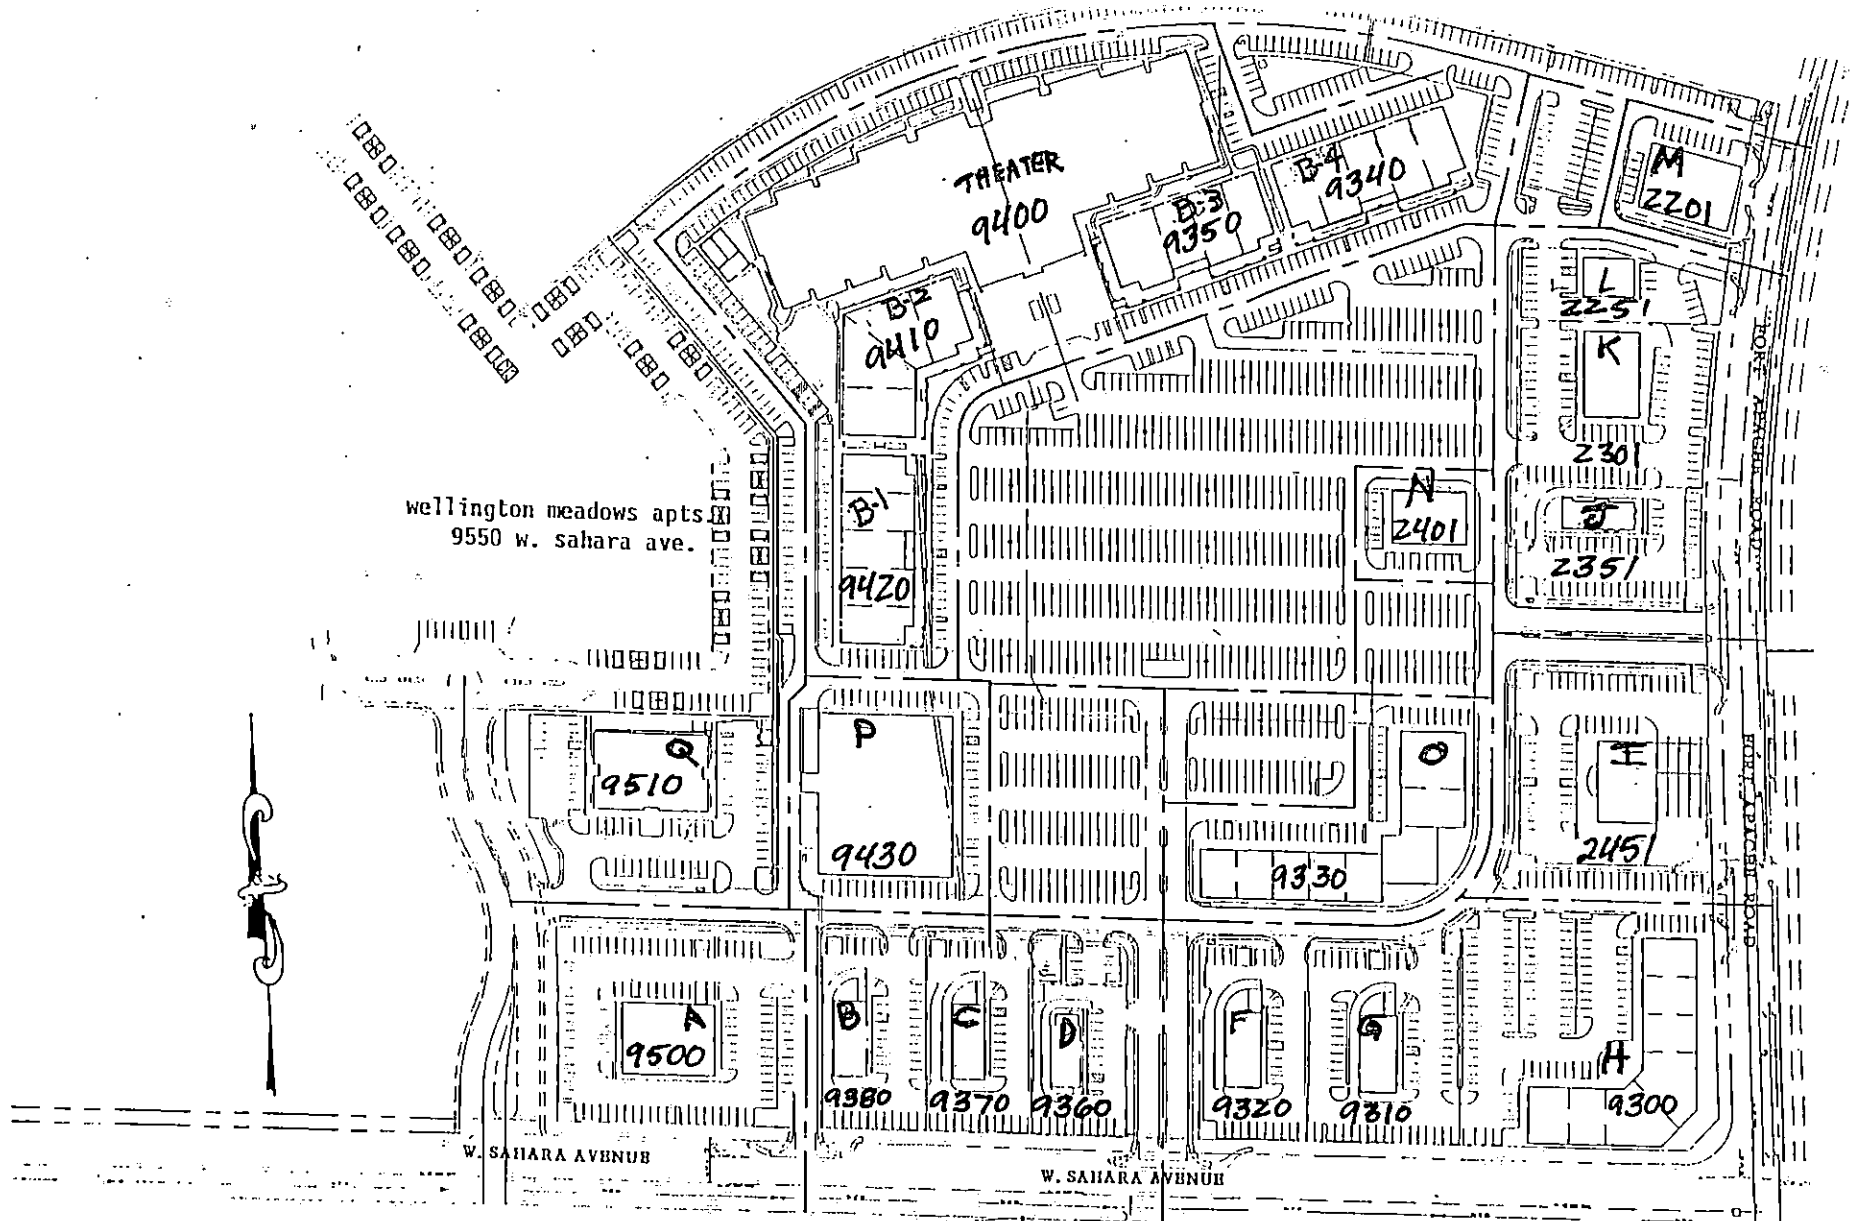 THEATER
9400
B-4
9340
B-3
9350
M
2201
L
2251
K
2301
B-2
9410
B-1
9420
N
2401
J
2351
FORT APACHE ROAD
wellington meadows apts.
9550 w. sahara ave.
Q
9510
P
9430
O
9330
I
2451
FORT APACHE ROAD
A
9500
B
9380
C
9370
D
9360
F
9320
G
9310
H
9300
W. SAHARA AVENUE
W. SAHARA AVENUE